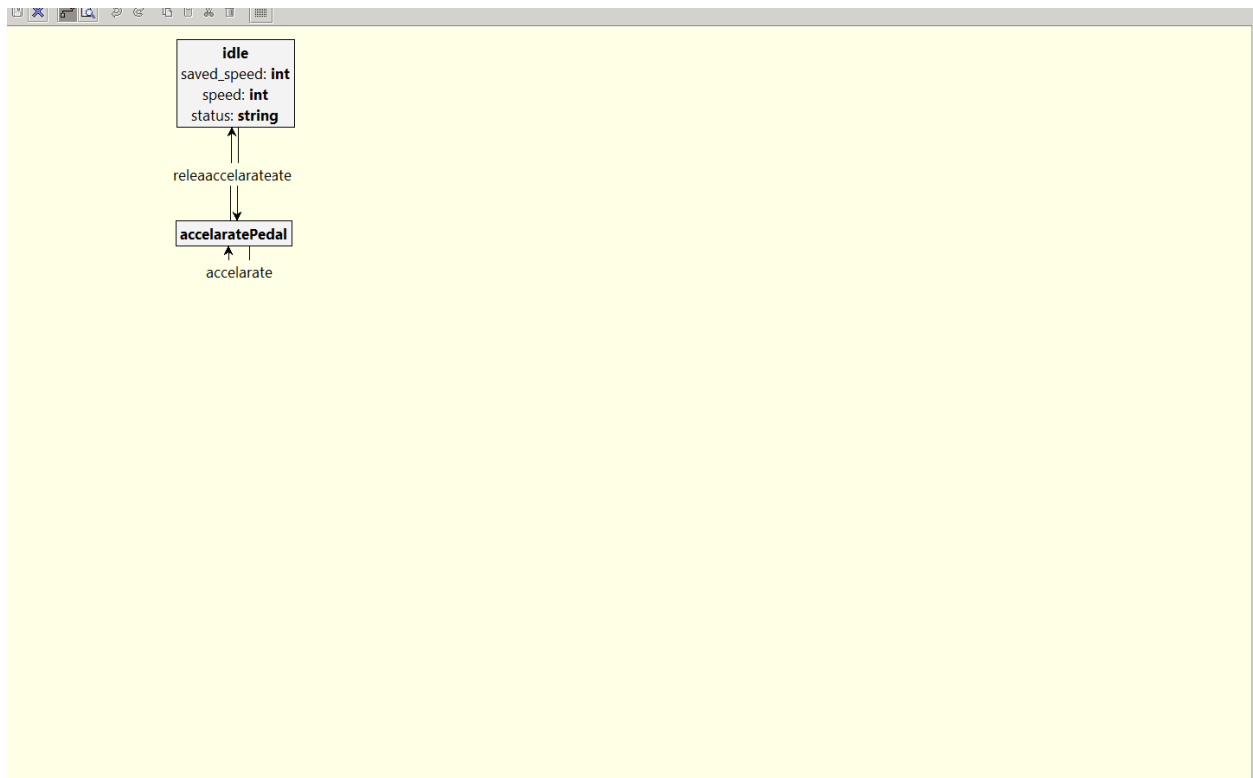 idle
saved_speed: int
speed: int
status: string
releaaccelarateate
accelaratePedal
accelarate